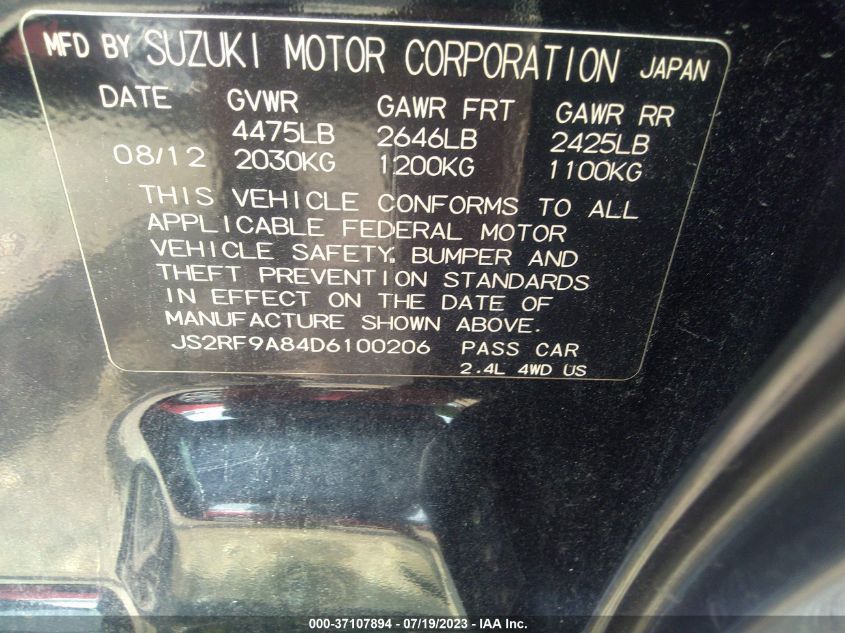 MFD BY SUZUKI MOTOR CORPORATION JAPAN
DATE GVWR GAWR FRT GAWR RR
4475LB 2646LB 2425LB
08/12 2030KG 1200KG 1100KG
THIS VEHICLE CONFORMS TO ALL
APPLICABLE FEDERAL MOTOR
VEHICLE SAFETY, BUMPER AND
THEFT PREVENTION STANDARDS
IN EFFECT ON THE DATE OF
MANUFACTURE SHOWN ABOVE.
JS2RF9A84D6100206 PASS CAR
2.4L 4WD US
000-37107894 - 07/19/2023 - IAA Inc.